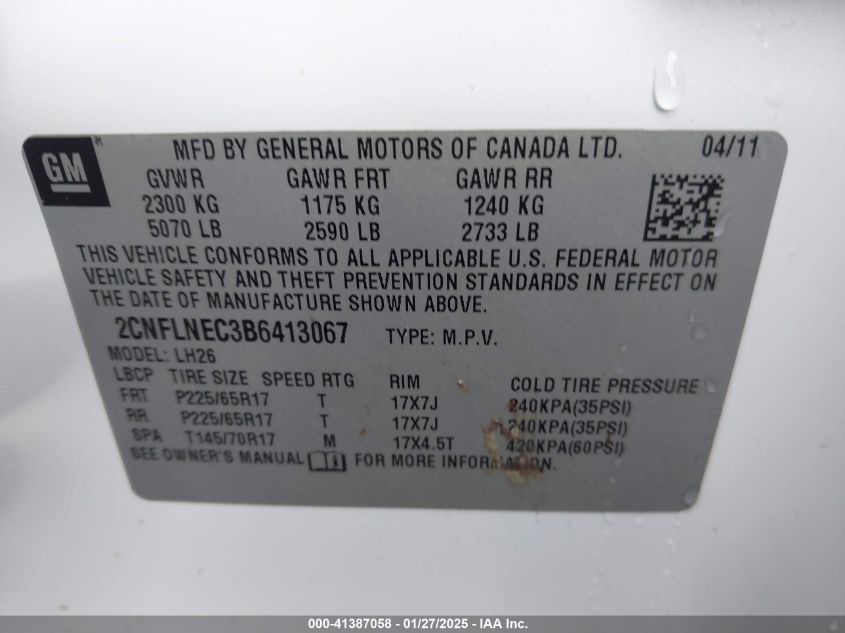 GM
MFD BY GENERAL MOTORS OF CANADA LTD. 04/11
GVWR GAWR FRT GAWR RR
2300 KG 1175 KG 1240 KG
5070 LB 2590 LB 2733 LB
THIS VEHICLE CONFORMS TO ALL APPLICABLE U.S. FEDERAL MOTOR
VEHICLE SAFETY AND THEFT PREVENTION STANDARDS IN EFFECT ON
THE DATE OF MANUFACTURE SHOWN ABOVE.
2CNFLNEC3B6413067 TYPE: M.P.V.
MODEL: LH26
LBCP TIRE SIZE SPEED RTG RIM COLD TIRE PRESSURE
FRT P225/65R17 T 17X7J 240KPA(35PSI)
RR P225/65R17 T 17X7J 240KPA(35PSI)
SPA T145/70R17 M 17X4.5T 420KPA(60PSI)
SEE OWNER'S MANUAL FOR MORE INFORMATION.
000-41387058 - 01/27/2025 - IAA Inc.